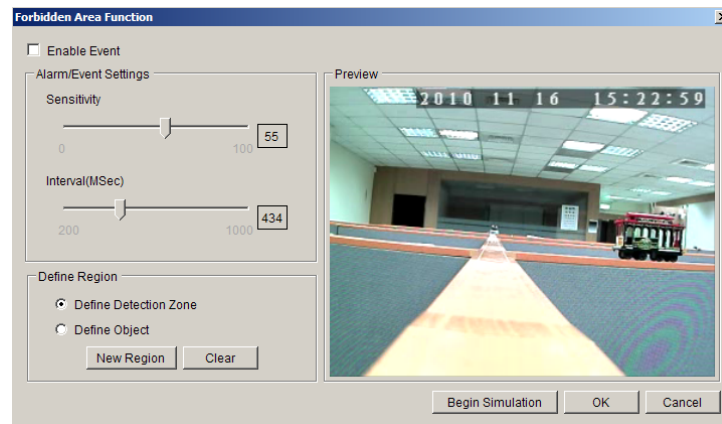 Forbidden Area Function
Enable Event
Alarm/Event Settings
Sensitivity
55
0 100
Interval(MSec)
434
200 1000
Define Region
Define Detection Zone
Define Object
New Region Clear
Preview
2010 11 16 15:22:59
Begin Simulation OK Cancel